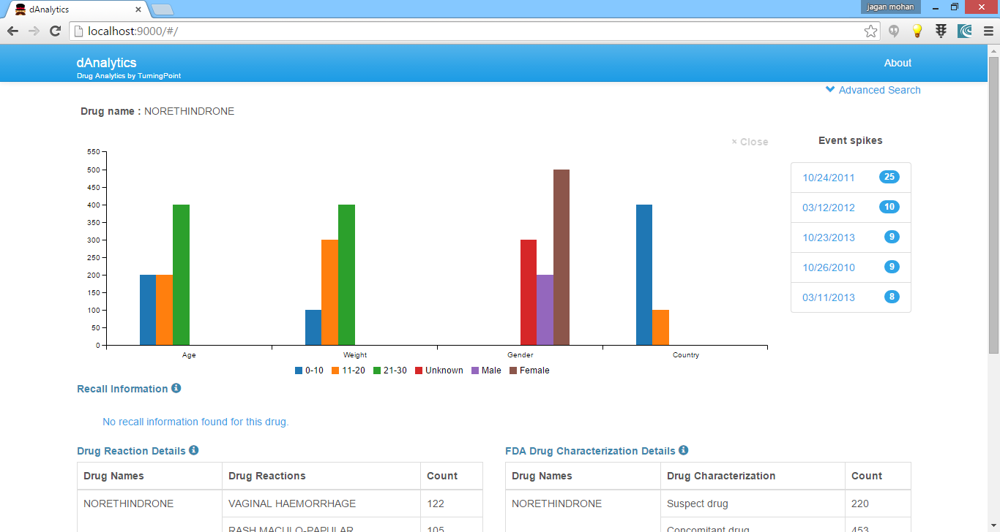 dAnalytics
jagan mohan
localhost:9000/#/
dAnalytics
Drug Analytics by TurningPoint
About
Advanced Search
Drug name : NORETHINDRONE
× Close
Event spikes
550
500
450
400
350
300
250
200
150
100
50
0
Age Weight Gender Country
0-10 11-20 21-30 Unknown Male Female
10/24/2011 25
03/12/2012 10
10/23/2013 9
10/26/2010 9
03/11/2013 8
Recall Information
No recall information found for this drug.
Drug Reaction Details
Drug Names Drug Reactions Count
NORETHINDRONE VAGINAL HAEMORRHAGE 122
RASH MACULO-PAPULAR 105
FDA Drug Characterization Details
Drug Names Drug Characterization Count
NORETHINDRONE Suspect drug 220
Concomitant drug 453